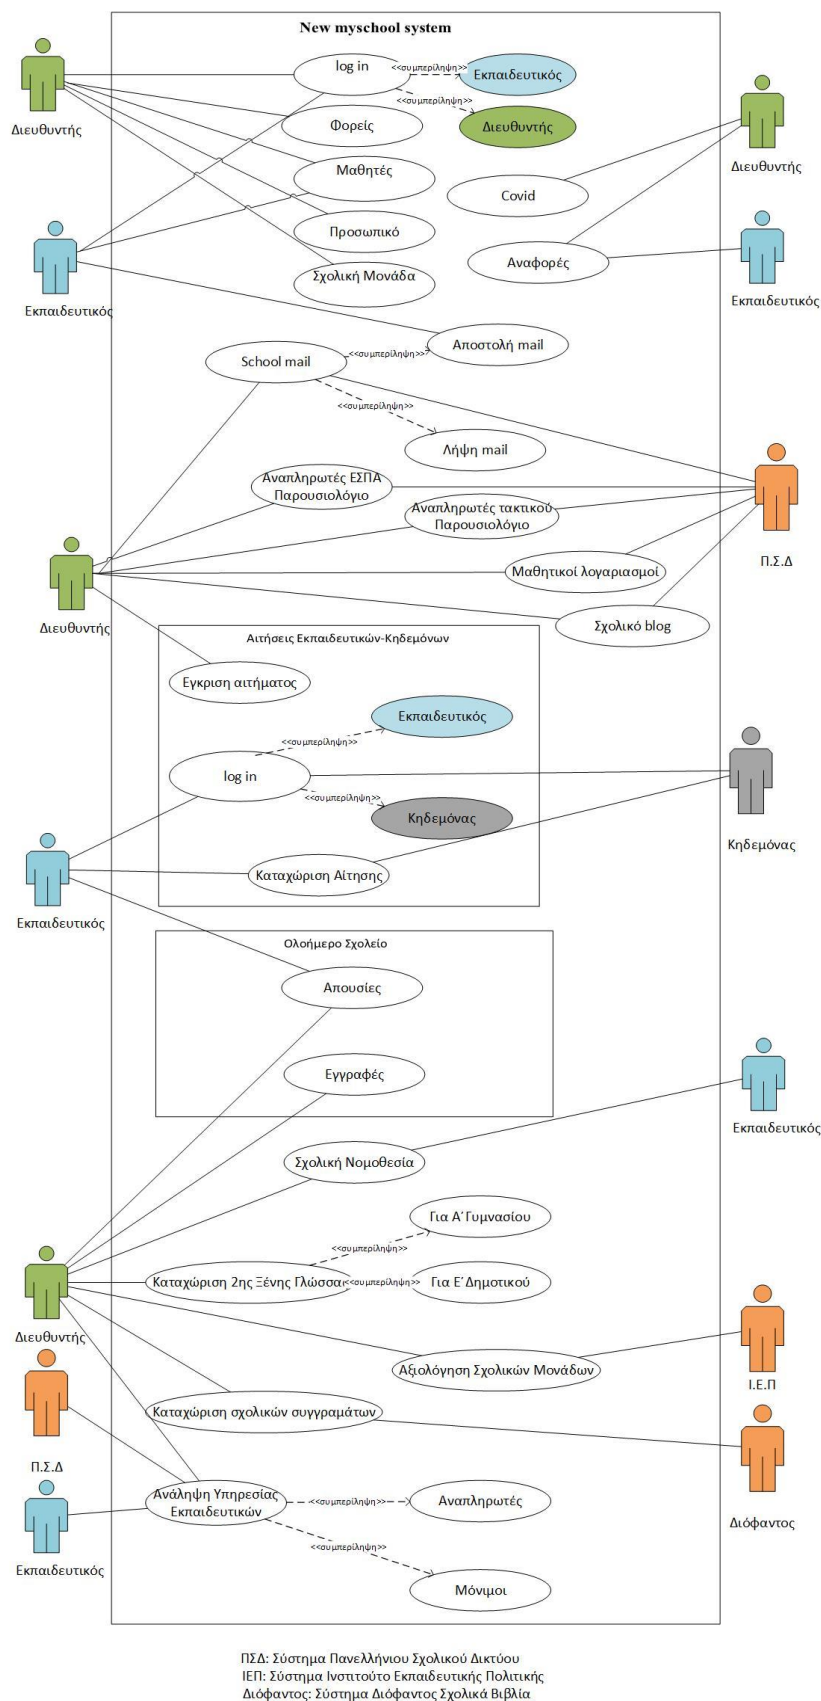 New myschool system
log in
<<συμπερίληψη>>
Εκπαιδευτικός
Διευθυντής
<<συμπερίληψη>>
Φορείς
Διευθυντής
Διευθυντής
Μαθητές
Covid
Προσωπικό
Αναφορές
Σχολική Μονάδα
Εκπαιδευτικός
Εκπαιδευτικός
Αποστολή mail
<<συμπερίληψη>>
School mail
<<συμπερίληψη>>
Λήψη mail
Αναπληρωτές ΕΣΠΑ
Παρουσιολόγιο
Αναπληρωτές τακτικού
Παρουσιολόγιο
Π.Σ.Δ
Μαθητικοί λογαριασμοί
Διευθυντής
Σχολικό blog
Αιτήσεις Εκπαιδευτικών-Κηδεμόνων
Εγκριση αιτήματος
Εκπαιδευτικός
<<συμπερίληψη>>
log in
<<συμπερίληψη>>
Κηδεμόνας
Κηδεμόνας
Καταχώριση Αίτησης
Εκπαιδευτικός
Ολοήμερο Σχολείο
Απουσίες
Εγγραφές
Εκπαιδευτικός
Σχολική Νομοθεσία
Για Α΄Γυμνασίου
<<συμπερίληψη>>
Καταχώριση 2ης Ξένης Γλώσσα
<<συμπερίληψη>>
Για Ε΄Δημοτικού
Διευθυντής
Αξιολόγηση Σχολικών Μονάδων
Ι.Ε.Π
Καταχώριση σχολικών συγγραμάτων
Π.Σ.Δ
Ανάληψη Υπηρεσίας
Εκπαιδευτικών
<<συμπερίληψη>>
Αναπληρωτές
Διόφαντος
<<συμπερίληψη>>
Εκπαιδευτικός
Μόνιμοι
ΠΣΔ: Σύστημα Πανελλήνιου Σχολικού Δικτύου
ΙΕΠ: Σύστημα Ινστιτούτο Εκπαιδευτικής Πολιτικής
Διόφαντος: Σύστημα Διόφαντος Σχολικά Βιβλία